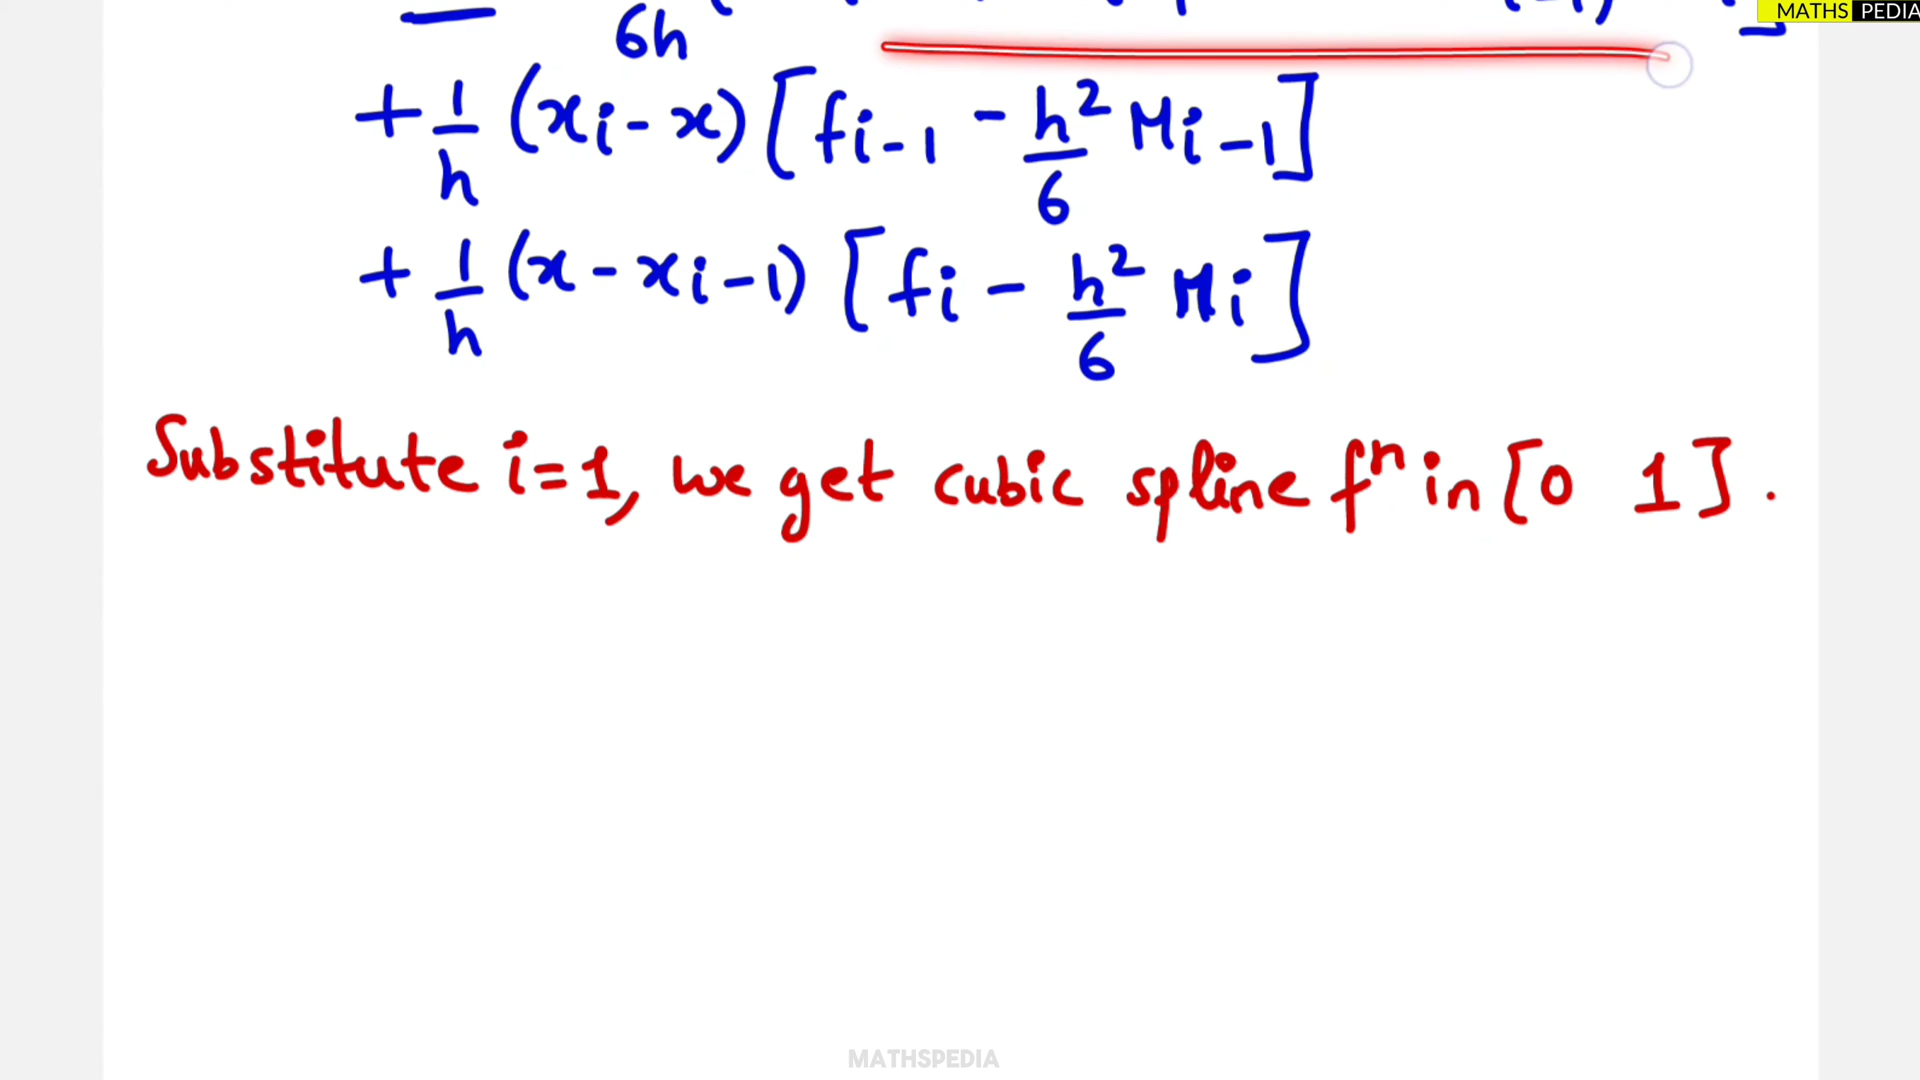 MATHS PEDIA
6h
+ 1/h (xi - x) [fi-1 - h²/6 Mi-1]
+ 1/h (x - xi-1) [fi - h²/6 Mi]
Substitute i=1, we get cubic spline fⁿ in [0 1].
MATHSPEDIA